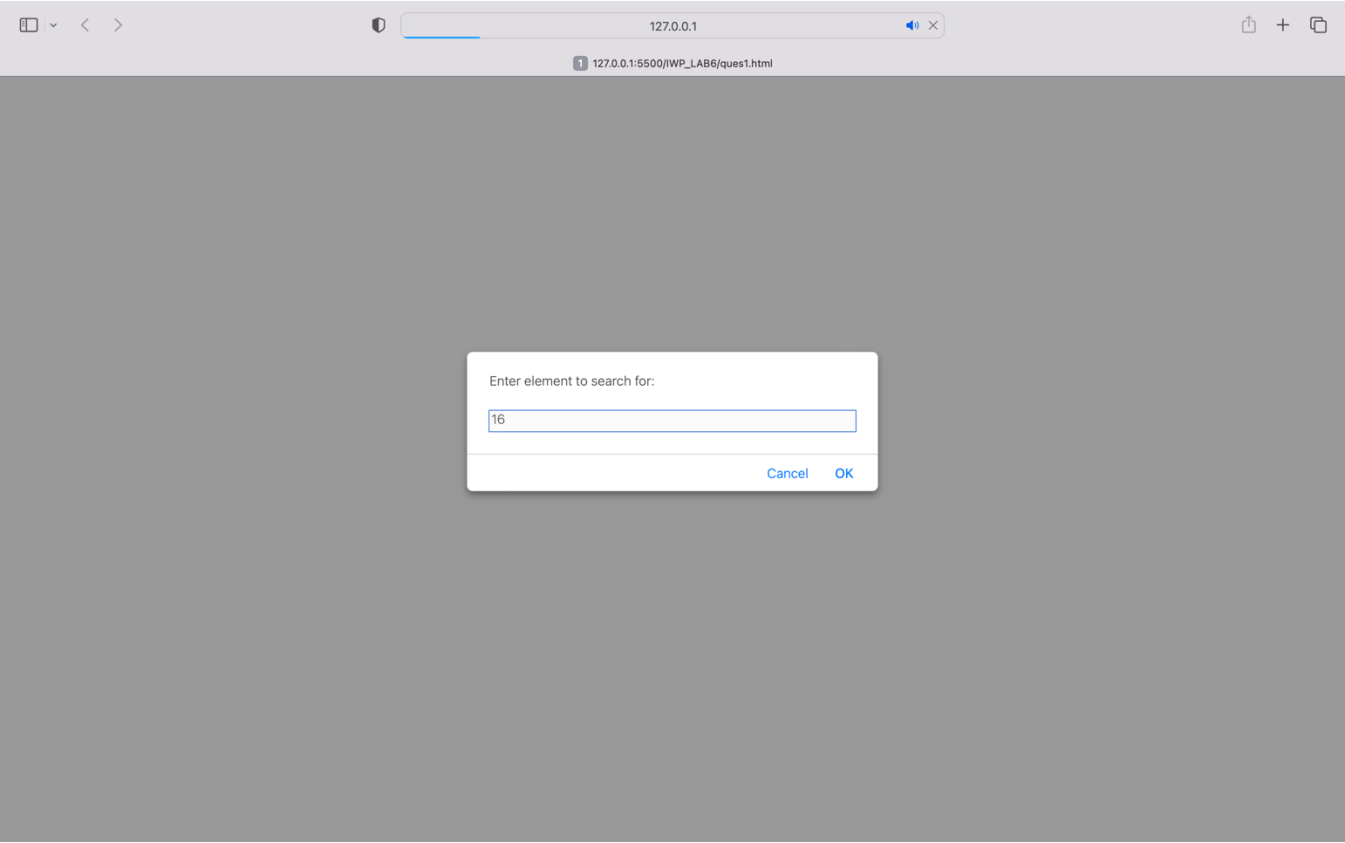 127.0.0.1
1 127.0.0.1:5500/IWP_LAB6/ques1.html
Enter element to search for:
16
Cancel OK